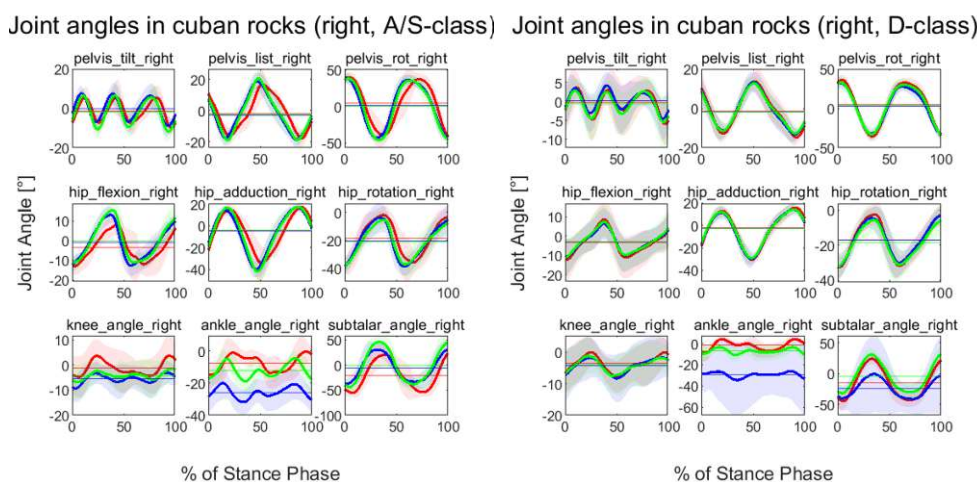 Joint angles in cuban rocks (right, A/S-class)
pelvis_tilt_right pelvis_list_right pelvis_rot_right
20
0
-20
0 50 100
20
0
-20
0 50 100
50
0
-50
0 50 100
hip_flexion_right hip_adduction_right hip_rotation_right
10
0
-10
-20
0 50 100
0
-20
-40
0 50 100
0
-20
-40
0 50 100
knee_angle_right ankle_angle_right subtalar_angle_right
10
0
-10
-20
0 50 100
0
-20
-40
0 50 100
50
0
-50
-100
0 50 100
Joint Angle [°]
% of Stance Phase
Joint angles in cuban rocks (right, D-class)
pelvis_tilt_right pelvis_list_right pelvis_rot_right
5
0
-5
-10
0 50 100
20
0
-20
0 50 100
50
0
-50
0 50 100
hip_flexion_right hip_adduction_right hip_rotation_right
10
0
-10
-20
0 50 100
0
-20
-40
0 50 100
0
-20
-40
0 50 100
knee_angle_right ankle_angle_right subtalar_angle_right
0
-10
-20
0 50 100
0
-20
-40
-60
0 50 100
50
0
-50
0 50 100
Joint Angle [°]
% of Stance Phase